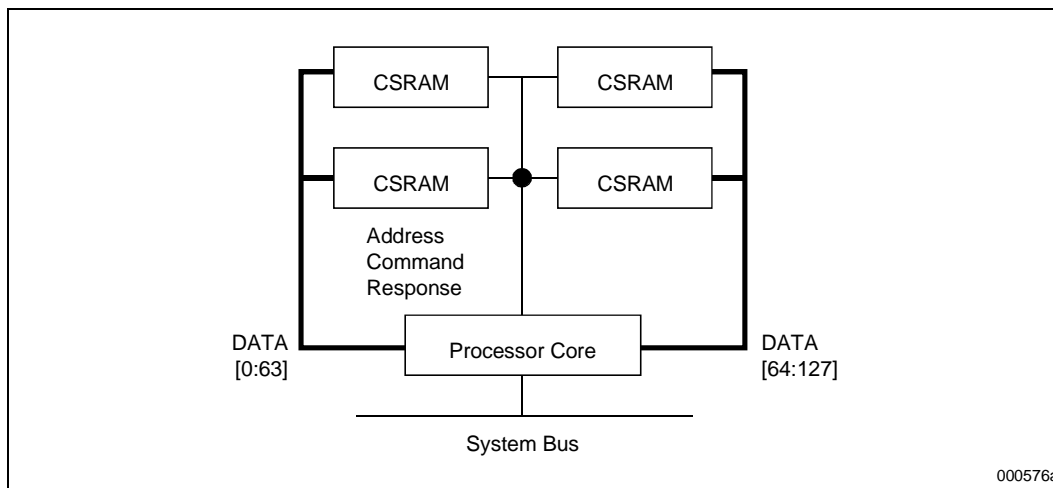 CSRAM CSRAM
CSRAM CSRAM
Address
Command
Response
DATA
[0:63]
Processor Core
DATA
[64:127]
System Bus
000576a